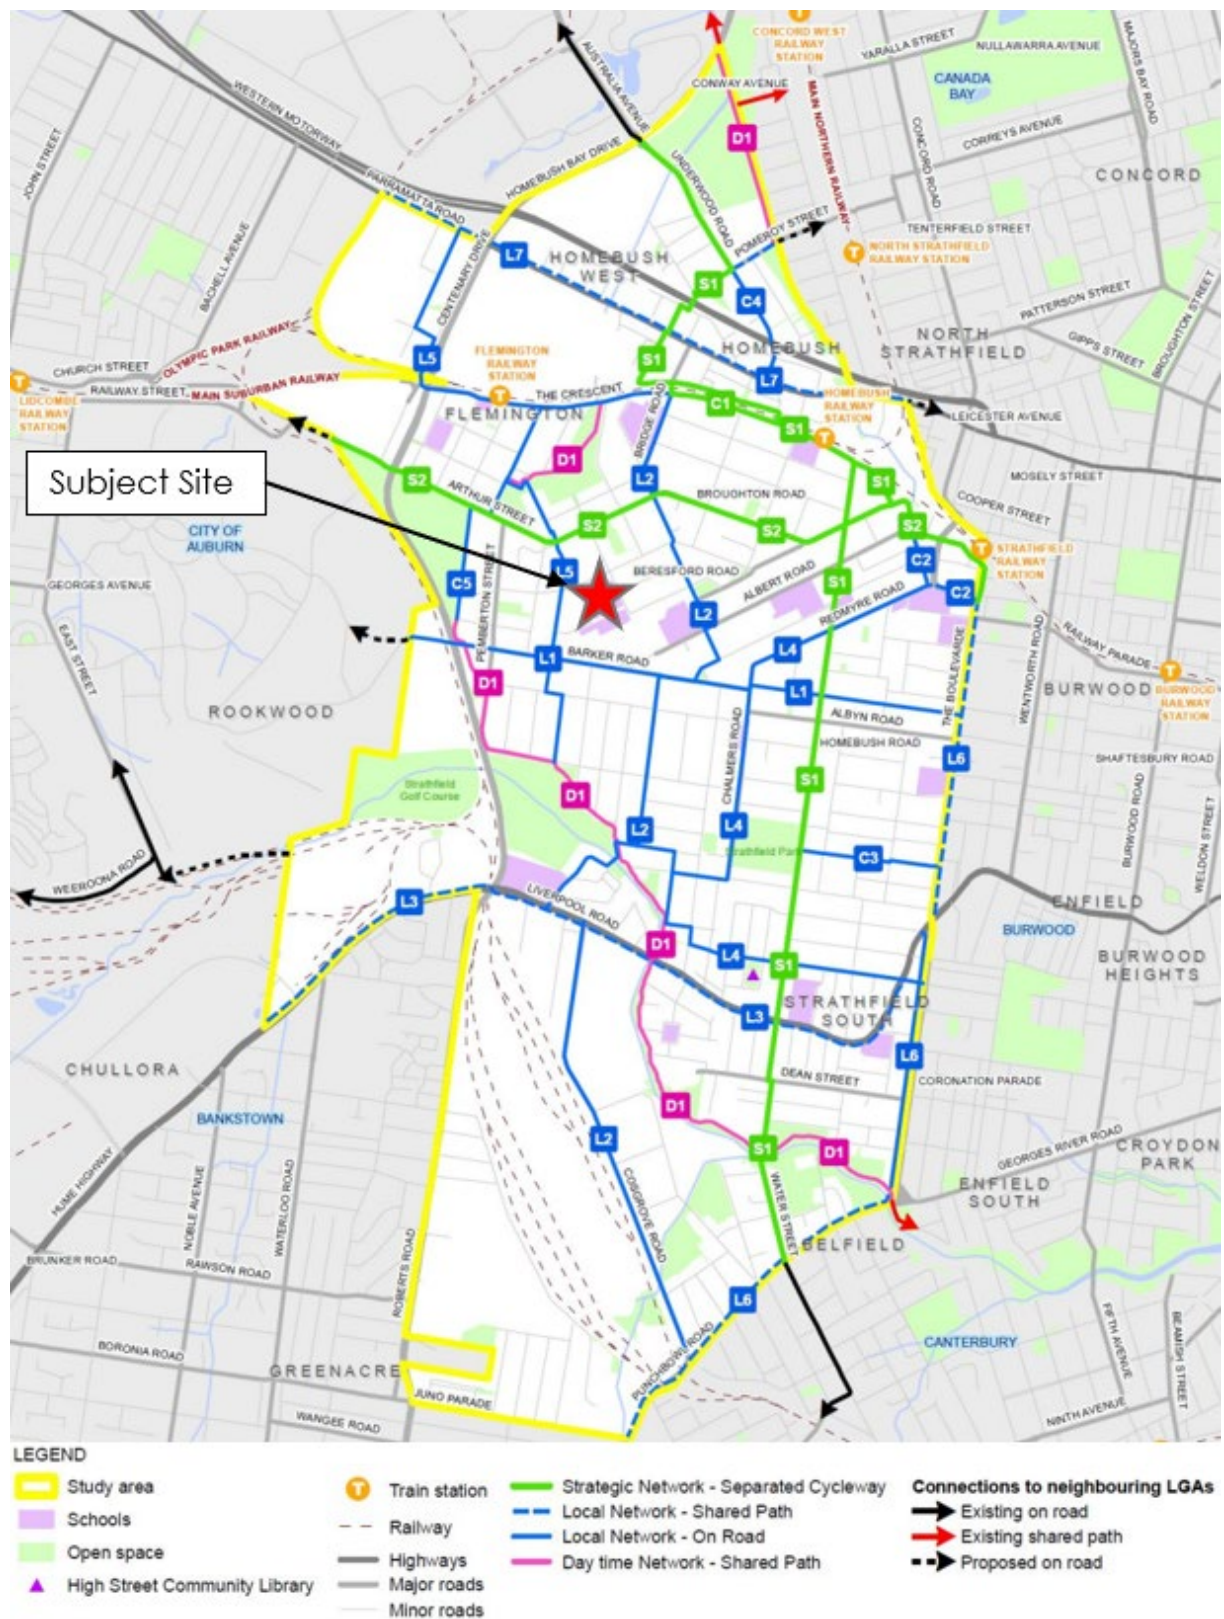 CONCORD WEST
RAILWAY
STATION
YARALLA STREET
NULLAWARRA AVENUE
MAJORS BAY ROAD
AUSTRALIA AVENUE
CONWAY AVENUE
CANADA
BAY
WESTERN MOTORWAY
D1
MAIN NORTHERN RAILWAY
CONCORD ROAD
CORREYS AVENUE
JOHN STREET
HOMEBUSH BAY DRIVE
UNDERWOOD ROAD
CONCORD
PARRAMATTA ROAD
POMEROY STREET
TENTERFIELD STREET
BACHELL AVENUE
CENTENARY DRIVE
L7
HOMEBUSH
WEST
T
NORTH STRATHFIELD
RAILWAY STATION
S1
C4
PATTERSON STREET
BROUGHTON STREET
OLYMPIC PARK RAILWAY
NORTH
STRATHFIELD
GIPPS STREET
CHURCH STREET
L5
FLEMINGTON
RAILWAY
STATION
S1
HOMEBUSH
L7
T
LIDCOMBE
RAILWAY
STATION
RAILWAY STREET
MAIN SUBURBAN RAILWAY
T
THE CRESCENT
HOMEBUSH
RAILWAY
STATION
FLEMINGTON
BRIDGE ROAD
C1
S1
T
LEICESTER AVENUE
D1
MOSELY STREET
Subject Site
S2
ARTHUR STREET
L2
BROUGHTON ROAD
S1
COOPER STREET
CITY OF
AUBURN
S2
S2
S2
T
STRATHFIELD
RAILWAY
STATION
GEORGES AVENUE
C5
PEMBERTON STREET
L5
BERESFORD ROAD
ALBERT ROAD
S1
C2
C2
REDMYRE ROAD
L2
EAST STREET
RAILWAY PARADE
L1
BARKER ROAD
L4
D1
L1
THE BOULEVARDE
WENTWORTH ROAD
T
BURWOOD
BURWOOD
RAILWAY
STATION
ROOKWOOD
ALBYN ROAD
CHALMERS ROAD
HOMEBUSH ROAD
L6
SHAFTESBURY ROAD
Strathfield
Golf Course
D1
S1
BURWOOD ROAD
WELDON STREET
L2
L4
Strathfield Park
C3
WEEROONA ROAD
L3
LIVERPOOL ROAD
ENFIELD
BURWOOD
D1
L4
S1
BURWOOD
HEIGHTS
STRATHFIELD
SOUTH
L3
CHULLORA
L6
DEAN STREET
CORONATION PARADE
BANKSTOWN
D1
L2
S1
D1
GEORGES RIVER ROAD
CROYDON
PARK
HUME HIGHWAY
NOBLE AVENUE
WATERLOO ROAD
COSGROVE ROAD
WATER STREET
ENFIELD
SOUTH
BELFIELD
BRUNKER ROAD
RAWSON ROAD
ROBERTS ROAD
L6
BORONIA ROAD
PUNCHBOWL ROAD
CANTERBURY
FIFTH AVENUE
BEAMISH STREET
GREENACRE
JUNO PARADE
WANGEE ROAD
NINTH AVENUE
LEGEND
Study area
Schools
Open space
High Street Community Library
T
Train station
Railway
Highways
Major roads
Minor roads
Strategic Network - Separated Cycleway
Local Network - Shared Path
Local Network - On Road
Day time Network - Shared Path
Connections to neighbouring LGAs
Existing on road
Existing shared path
Proposed on road